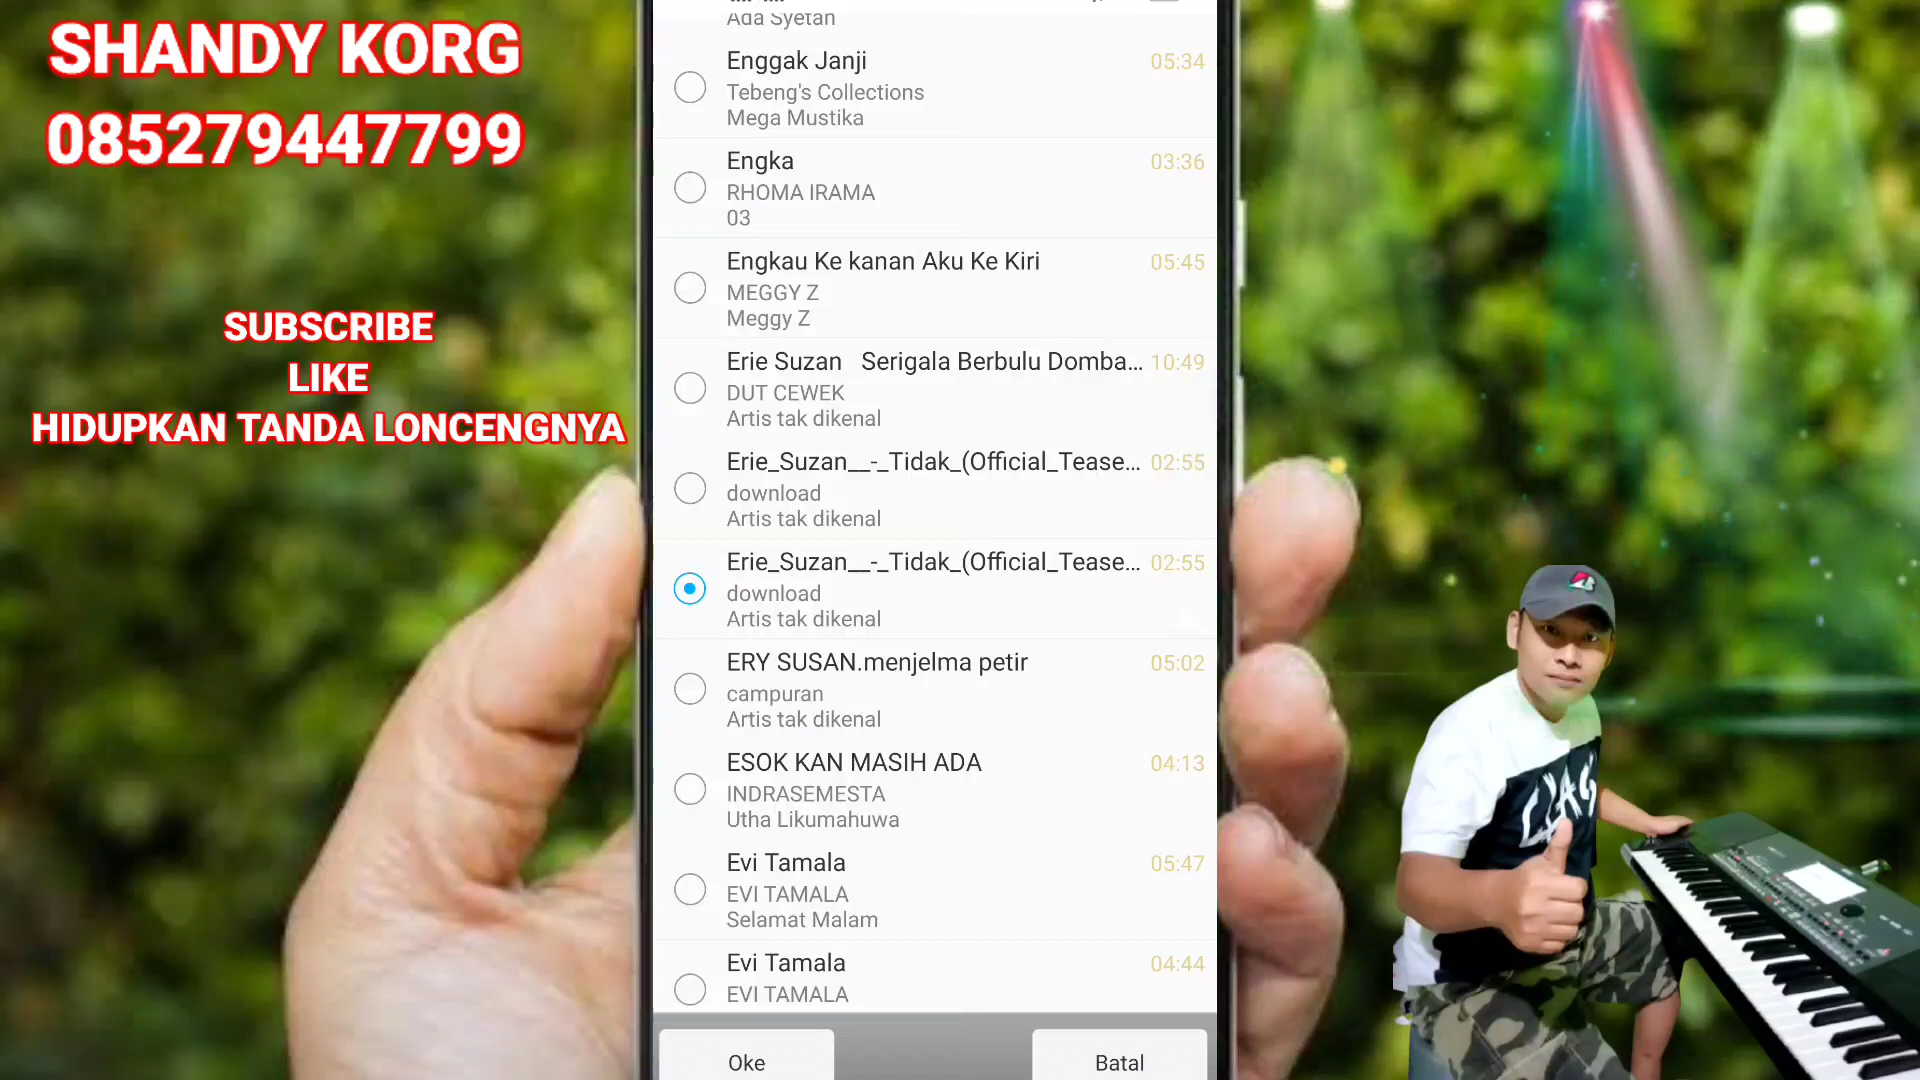 SHANDY KORG
085279447799
SUBSCRIBE
LIKE
HIDUPKAN TANDA LONCENGNYA
Ada Syetan
Enggak Janji 05:34
Tebeng's Collections
Mega Mustika
Engka 03:36
RHOMA IRAMA
03
Engkau Ke kanan Aku Ke Kiri 05:45
MEGGY Z
Meggy Z
Erie Suzan Serigala Berbulu Domba... 10:49
DUT CEWEK
Artis tak dikenal
Erie_Suzan__-_Tidak_(Official_Tease... 02:55
download
Artis tak dikenal
Erie_Suzan__-_Tidak_(Official_Tease... 02:55
download
Artis tak dikenal
ERY SUSAN.menjelma petir 05:02
campuran
Artis tak dikenal
ESOK KAN MASIH ADA 04:13
INDRASEMESTA
Utha Likumahuwa
Evi Tamala 05:47
EVI TAMALA
Selamat Malam
Evi Tamala 04:44
EVI TAMALA
Oke Batal